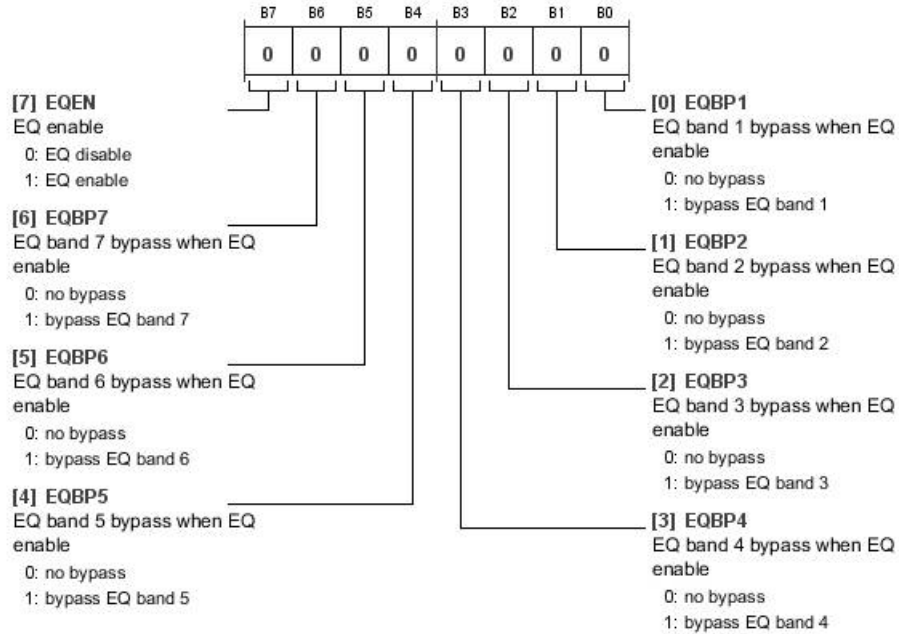 B7 B6 B5 B4 B3 B2 B1 B0
0 0 0 0 0 0 0 0
[7] EQEN
EQ enable
0: EQ disable
1: EQ enable
[6] EQBP7
EQ band 7 bypass when EQ
enable
0: no bypass
1: bypass EQ band 7
[5] EQBP6
EQ band 6 bypass when EQ
enable
0: no bypass
1: bypass EQ band 6
[4] EQBP5
EQ band 5 bypass when EQ
enable
0: no bypass
1: bypass EQ band 5
[0] EQBP1
EQ band 1 bypass when EQ
enable
0: no bypass
1: bypass EQ band 1
[1] EQBP2
EQ band 2 bypass when EQ
enable
0: no bypass
1: bypass EQ band 2
[2] EQBP3
EQ band 3 bypass when EQ
enable
0: no bypass
1: bypass EQ band 3
[3] EQBP4
EQ band 4 bypass when EQ
enable
0: no bypass
1: bypass EQ band 4